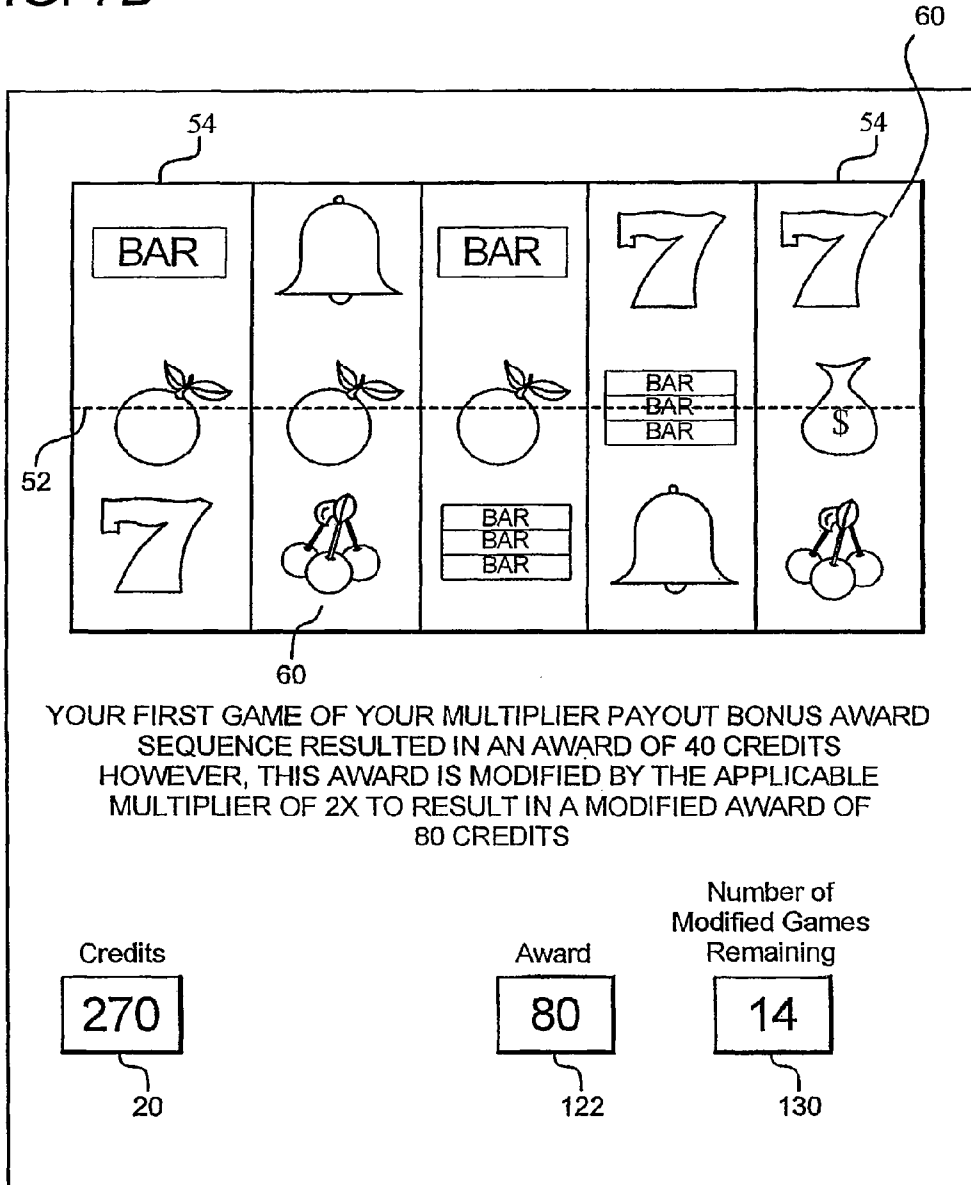 60
54
54
BAR
BAR
7
7
BAR
BAR
BAR
$
52
7
BAR
BAR
BAR
60
YOUR FIRST GAME OF YOUR MULTIPLIER PAYOUT BONUS AWARD
SEQUENCE RESULTED IN AN AWARD OF 40 CREDITS
HOWEVER, THIS AWARD IS MODIFIED BY THE APPLICABLE
MULTIPLIER OF 2X TO RESULT IN A MODIFIED AWARD OF
80 CREDITS
Credits
270
20
Award
80
122
Number of
Modified Games
Remaining
14
130